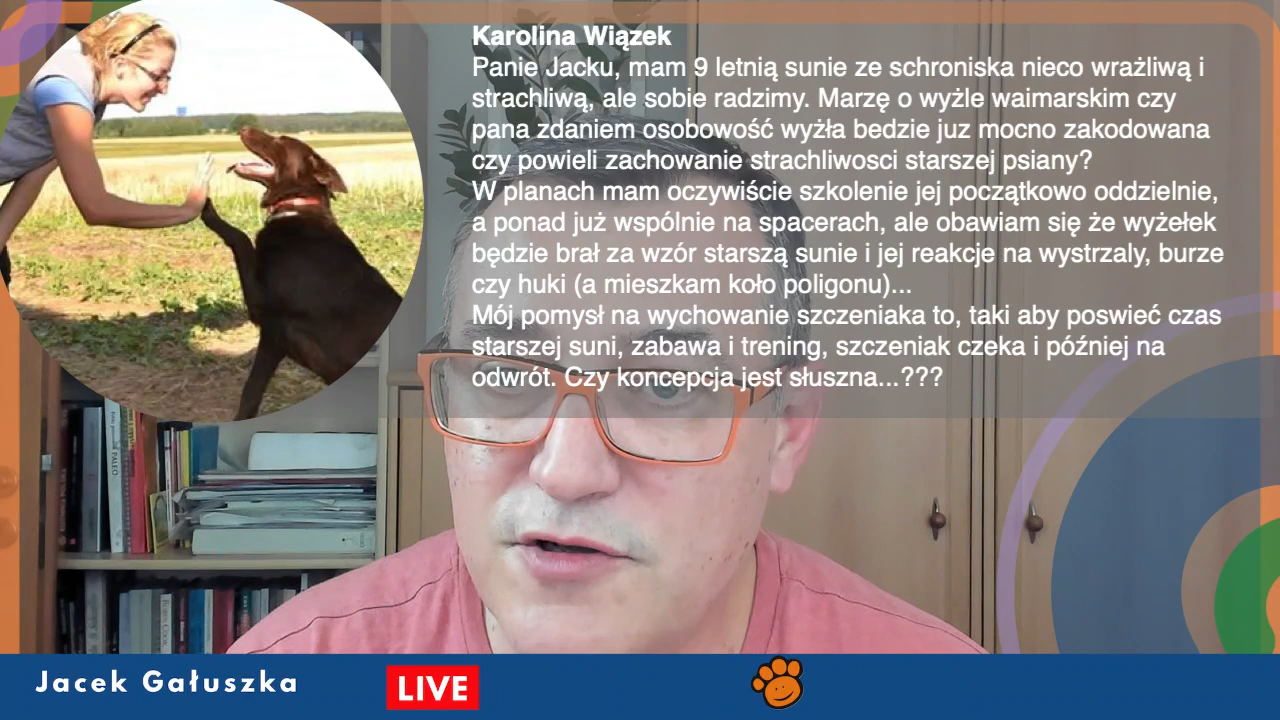 Karolina Wiązek
Panie Jacku, mam 9 letnią sunie ze schroniska nieco wrażliwą i
strachliwą, ale sobie radzimy. Marzę o wyżle waimarskim czy
pana zdaniem osobowość wyżła bedzie juz mocno zakodowana
czy powieli zachowanie strachliwosci starszej psiany?
W planach mam oczywiście szkolenie jej początkowo oddzielnie,
a ponad już wspólnie na spacerach, ale obawiam się że wyżełek
będzie brał za wzór starszą sunie i jej reakcje na wystrzaly, burze
czy huki (a mieszkam koło poligonu)...
Mój pomysł na wychowanie szczeniaka to, taki aby poswieć czas
starszej suni, zabawa i trening, szczeniak czeka i później na
odwrót. Czy koncepcja jest słuszna...???
Jacek Gałuszka
LIVE